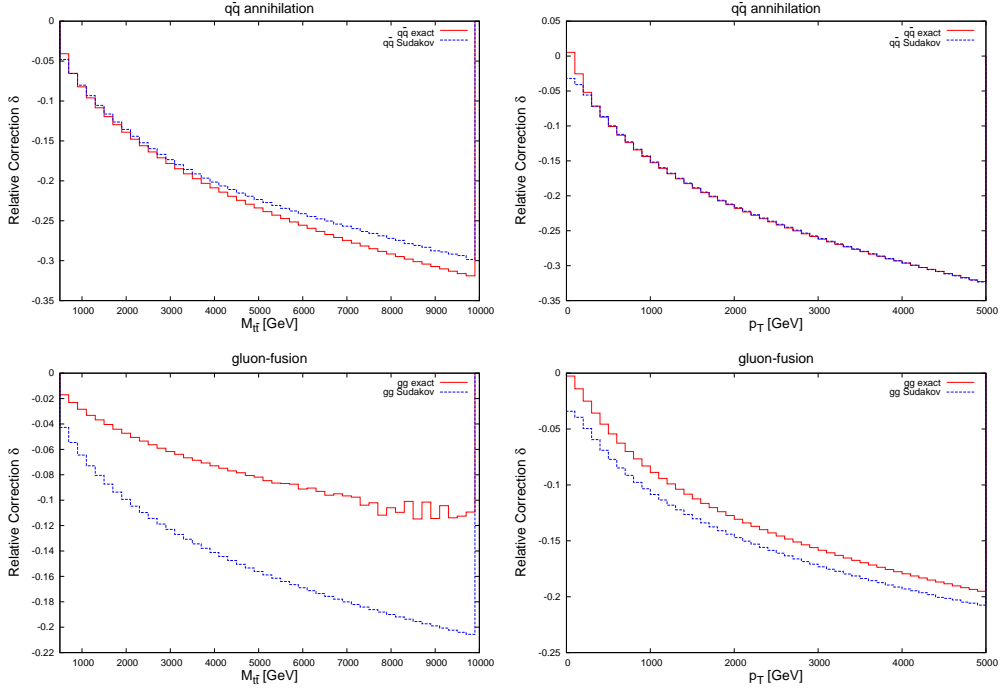 qq̄ annihilation
Relative Correction δ
0
-0.05
-0.1
-0.15
-0.2
-0.25
-0.3
-0.35
qq̄ exact
qq̄ Sudakov
1000 2000 3000 4000 5000 6000 7000 8000 9000 10000
M_tt̄ [GeV]
qq̄ annihilation
Relative Correction δ
0.05
0
-0.05
-0.1
-0.15
-0.2
-0.25
-0.3
-0.35
qq̄ exact
qq̄ Sudakov
0 1000 2000 3000 4000 5000
p_T [GeV]
gluon-fusion
Relative Correction δ
0
-0.02
-0.04
-0.06
-0.08
-0.1
-0.12
-0.14
-0.16
-0.18
-0.2
-0.22
gg exact
gg Sudakov
1000 2000 3000 4000 5000 6000 7000 8000 9000 10000
M_tt̄ [GeV]
gluon-fusion
Relative Correction δ
0
-0.05
-0.1
-0.15
-0.2
-0.25
gg exact
gg Sudakov
0 1000 2000 3000 4000 5000
p_T [GeV]